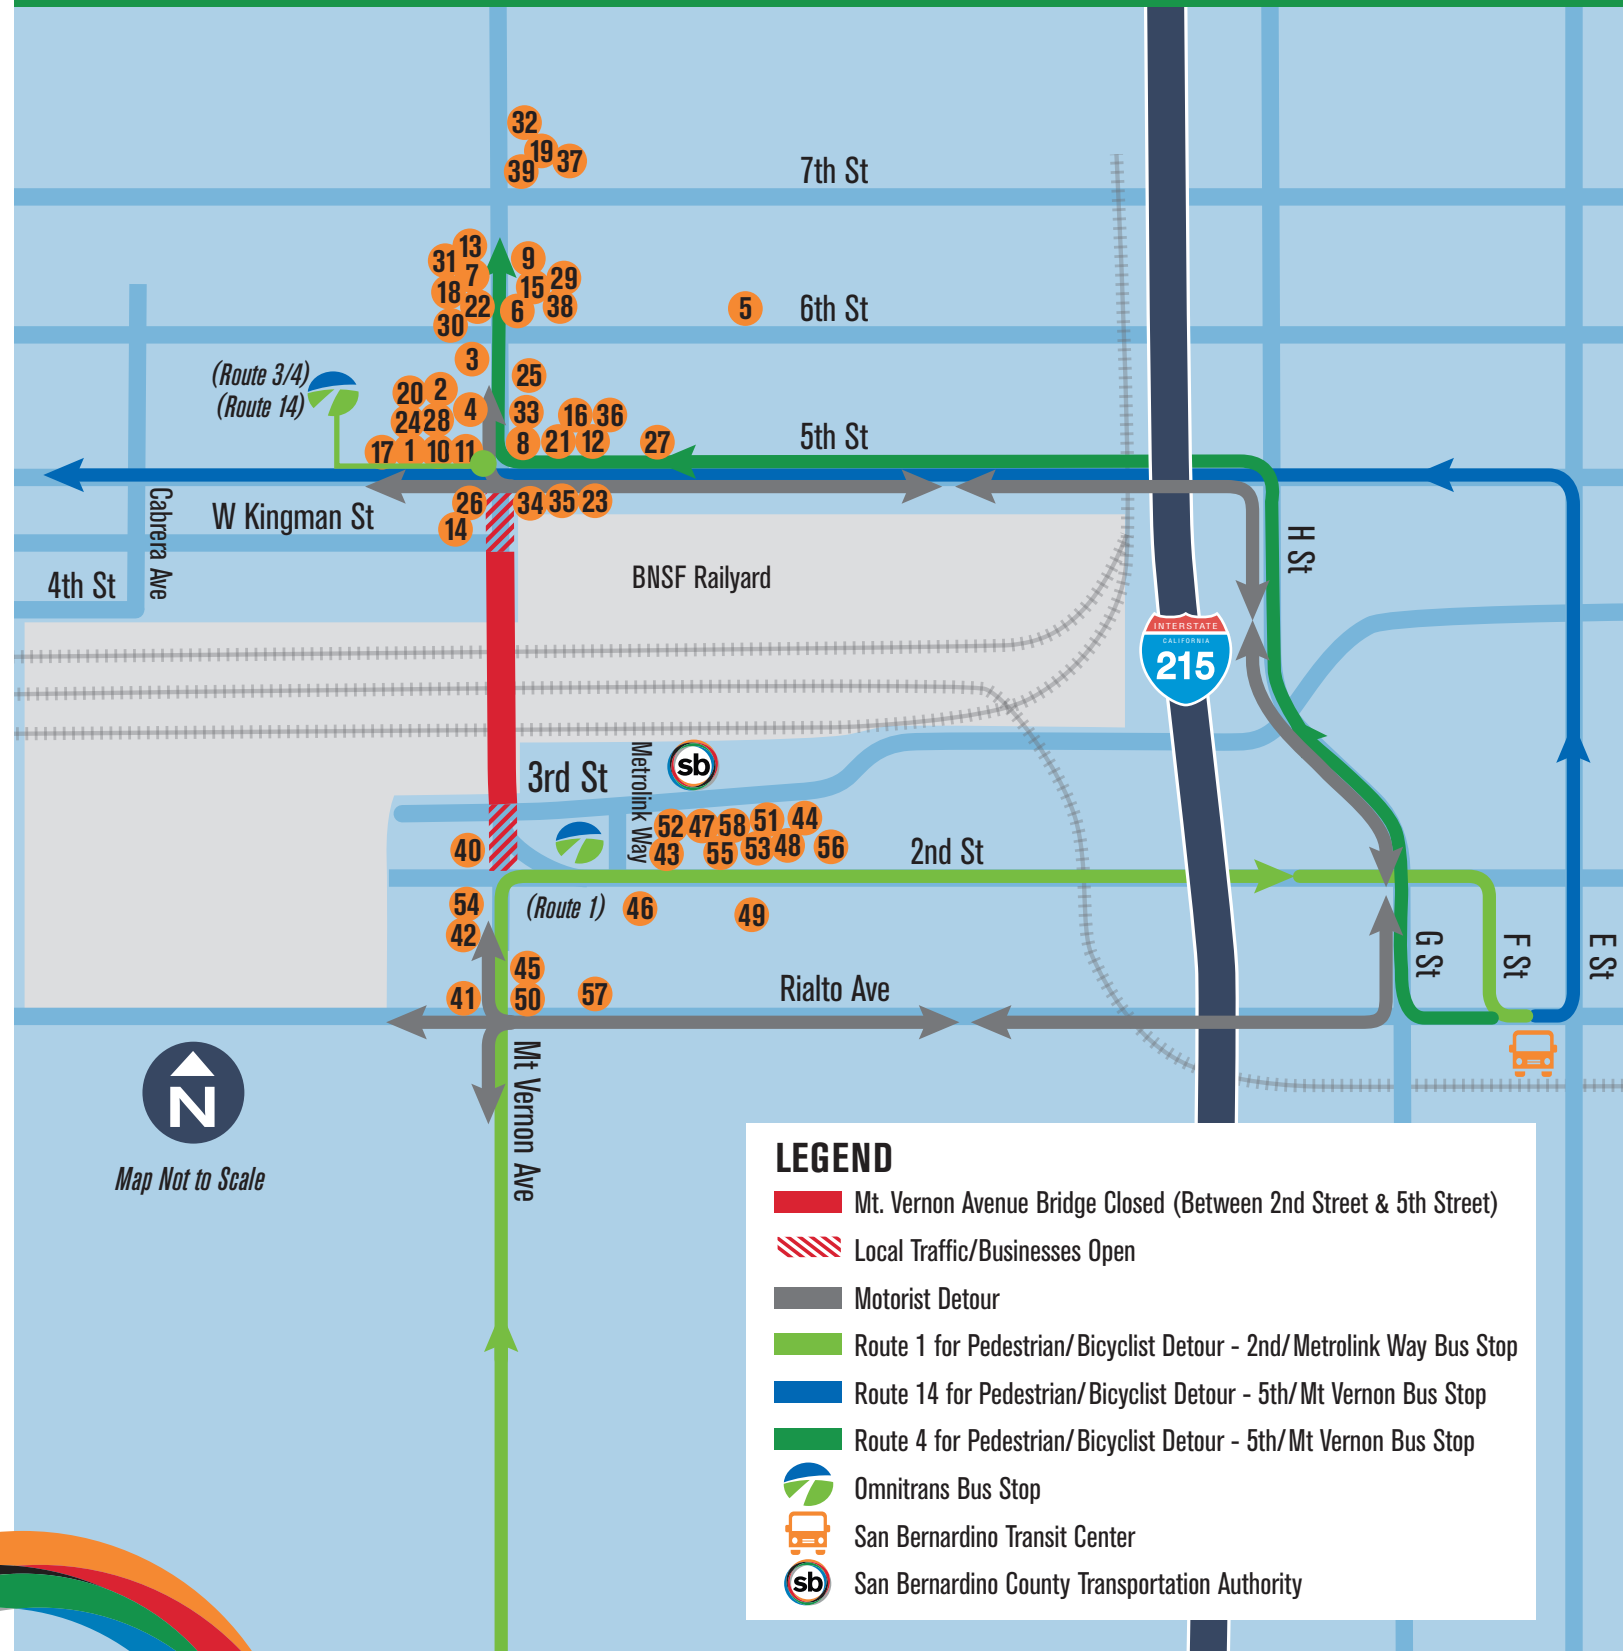 32
19
37
39
7th St
13
31
9
7
29
18
15
22
6
38
5
6th St
30
3
(Route 3/4)
25
20
2
(Route 14)
4
33
16
36
24
28
5th St
17
1
10
11
8
21
12
27
26
34
35
23
Cabrera Ave
W Kingman St
14
H St
4th St
BNSF Railyard
INTERSTATE
CALIFORNIA
215
3rd St
Metrolink Way
sb
52
47
58
51
44
40
43
55
53
48
56
2nd St
54
(Route 1)
46
49
42
G St
F St
E St
45
41
50
57
Rialto Ave
Mt Vernon Ave
N
Map Not to Scale
LEGEND
Mt. Vernon Avenue Bridge Closed (Between 2nd Street & 5th Street)
Local Traffic/Businesses Open
Motorist Detour
Route 1 for Pedestrian/Bicyclist Detour - 2nd/Metrolink Way Bus Stop
Route 14 for Pedestrian/Bicyclist Detour - 5th/Mt Vernon Bus Stop
Route 4 for Pedestrian/Bicyclist Detour - 5th/Mt Vernon Bus Stop
Omnitrans Bus Stop
San Bernardino Transit Center
sb San Bernardino County Transportation Authority